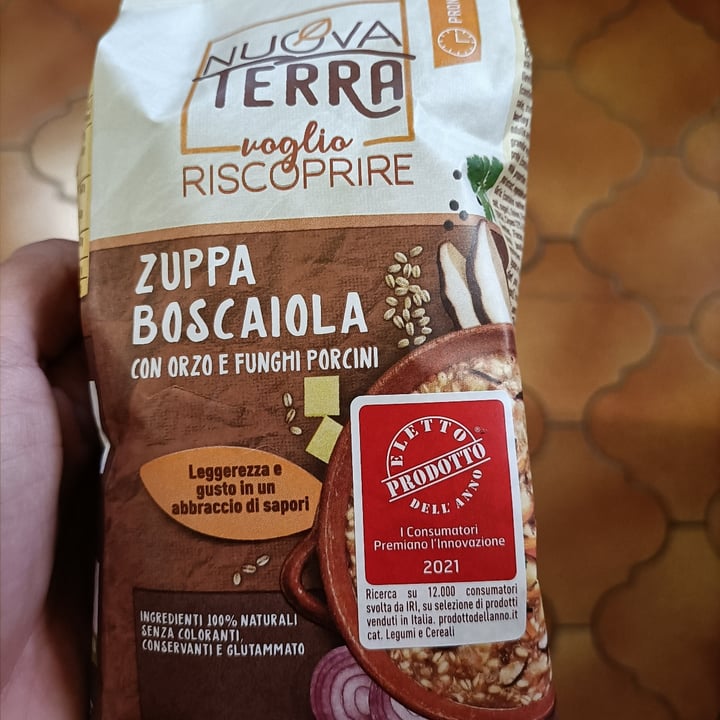 NUOVA
TERRA
voglio
RISCOPRIRE
ZUPPA
BOSCAIOLA
CON ORZO E FUNGHI PORCINI
Leggerezza e
gusto in un
abbraccio di sapori
ELETTO
PRODOTTO
DELL'ANNO
®
I Consumatori
Premiano l'Innovazione
2021
Ricerca su 12.000 consumatori
svolta da IRI, su selezione di prodotti
venduti in Italia. prodottodellanno.it
cat. Legumi e Cereali
INGREDIENTI 100% NATURALI
SENZA COLORANTI,
CONSERVANTI E GLUTAMMATO